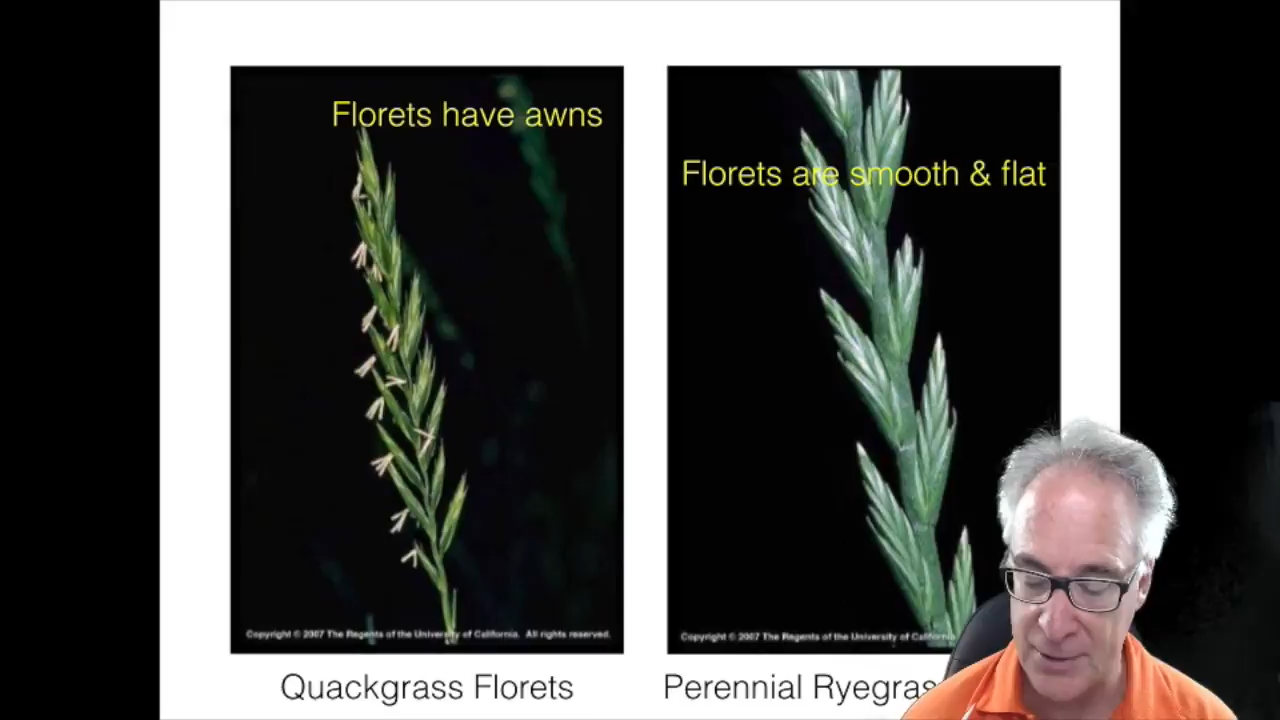 Florets have awns
Florets are smooth & flat
Copyright © 2007 The Regents of the University of California. All rights reserved.
Copyright © 2007 The Regents of the University of California
Quackgrass Florets
Perennial Ryegras